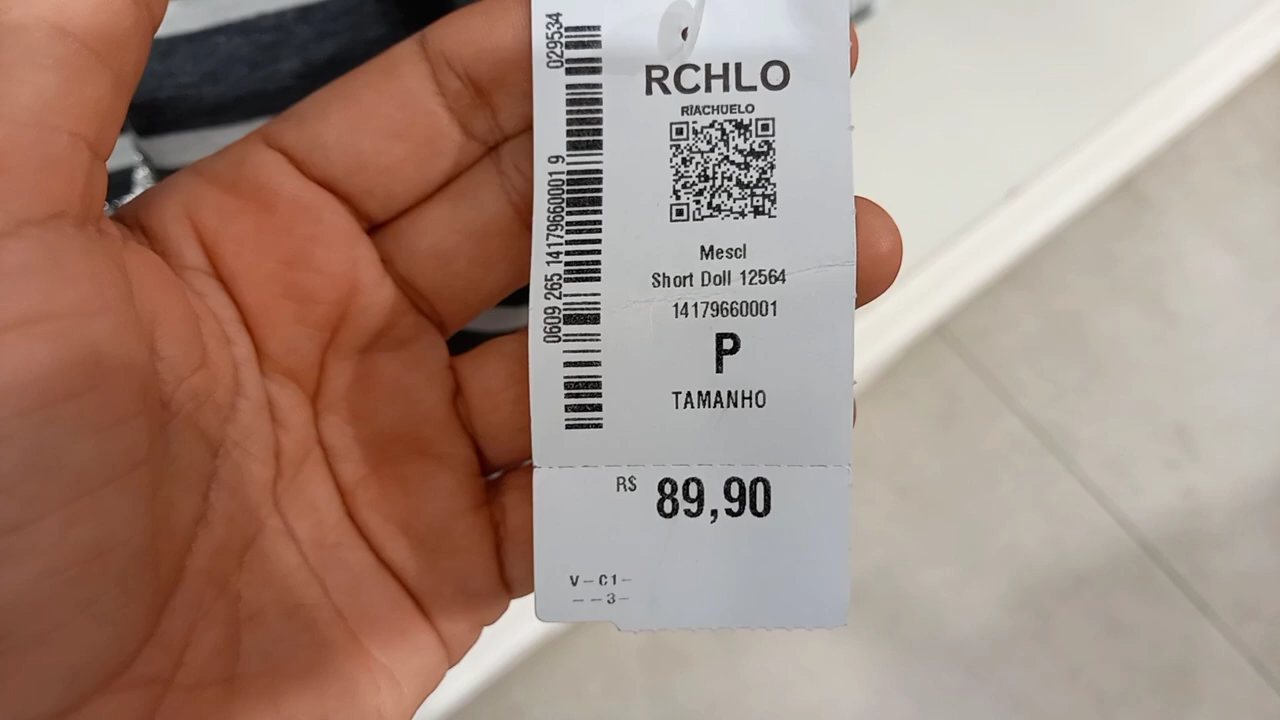 029534
0609 265 14179660001 9
RCHLO
RIACHUELO
Mescl
Short Doll 12564
14179660001
P
TAMANHO
R$ 89,90
V-C1-
--3-